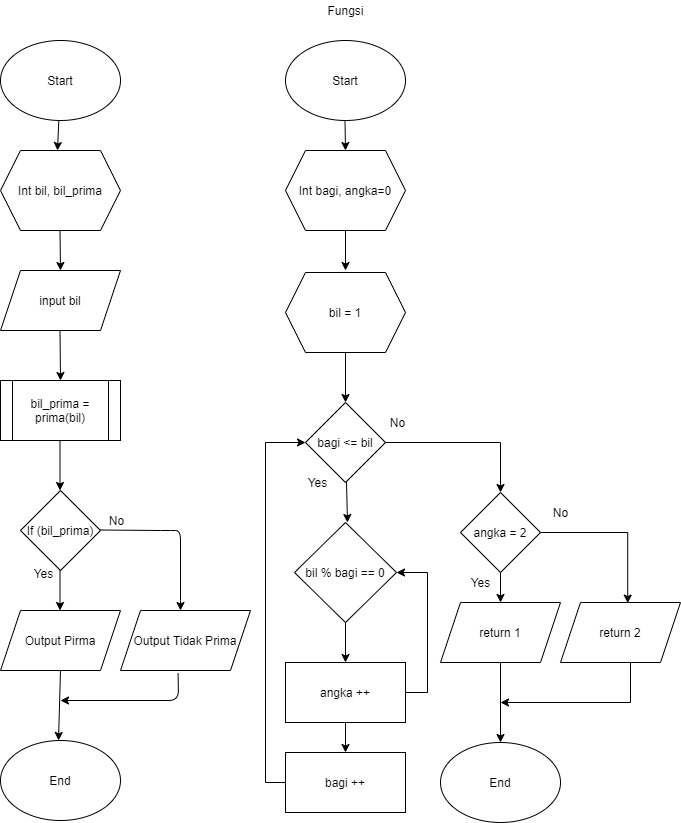 Fungsi
Start
Int bil, bil_prima
input bil
bil_prima =
prima(bil)
If (bil_prima)
No
Yes
Output Pirma
Output Tidak Prima
End
Start
Int bagi, angka=0
bil = 1
bagi <= bil
No
Yes
bil % bagi == 0
angka ++
bagi ++
angka = 2
No
Yes
return 1
return 2
End